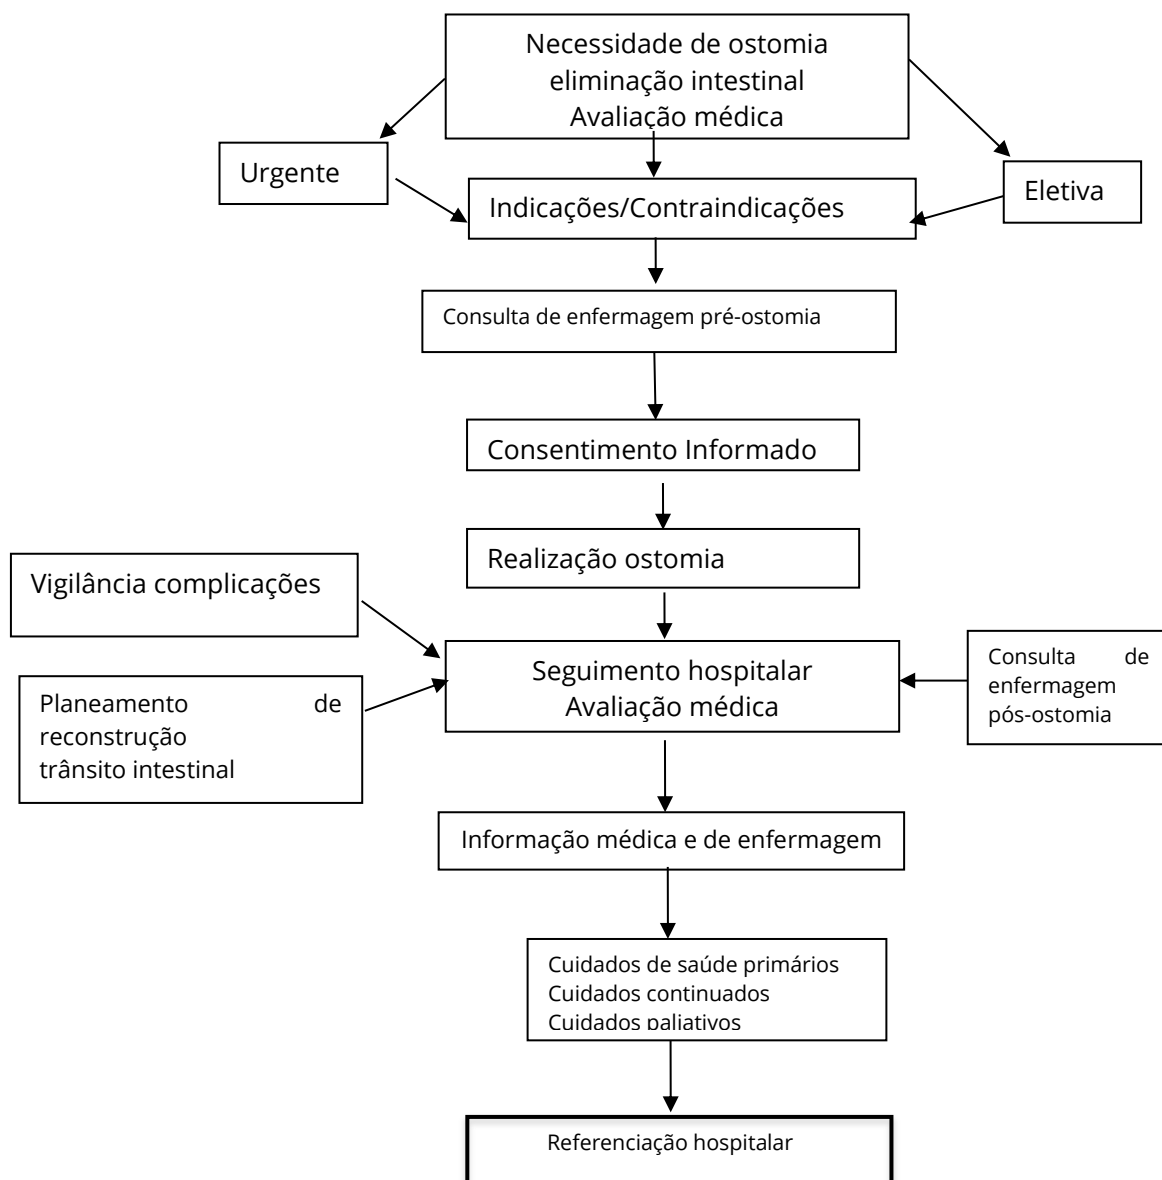 Necessidade de ostomia
eliminação intestinal
Avaliação médica
Urgente
Eletiva
Indicações/Contraindicações
Consulta de enfermagem pré-ostomia
Consentimento Informado
Realização ostomia
Vigilância complicações
Seguimento hospitalar
Avaliação médica
Consulta de
enfermagem
pós-ostomia
Planeamento de
reconstrução
trânsito intestinal
Informação médica e de enfermagem
Cuidados de saúde primários
Cuidados continuados
Cuidados paliativos
Referenciação hospitalar